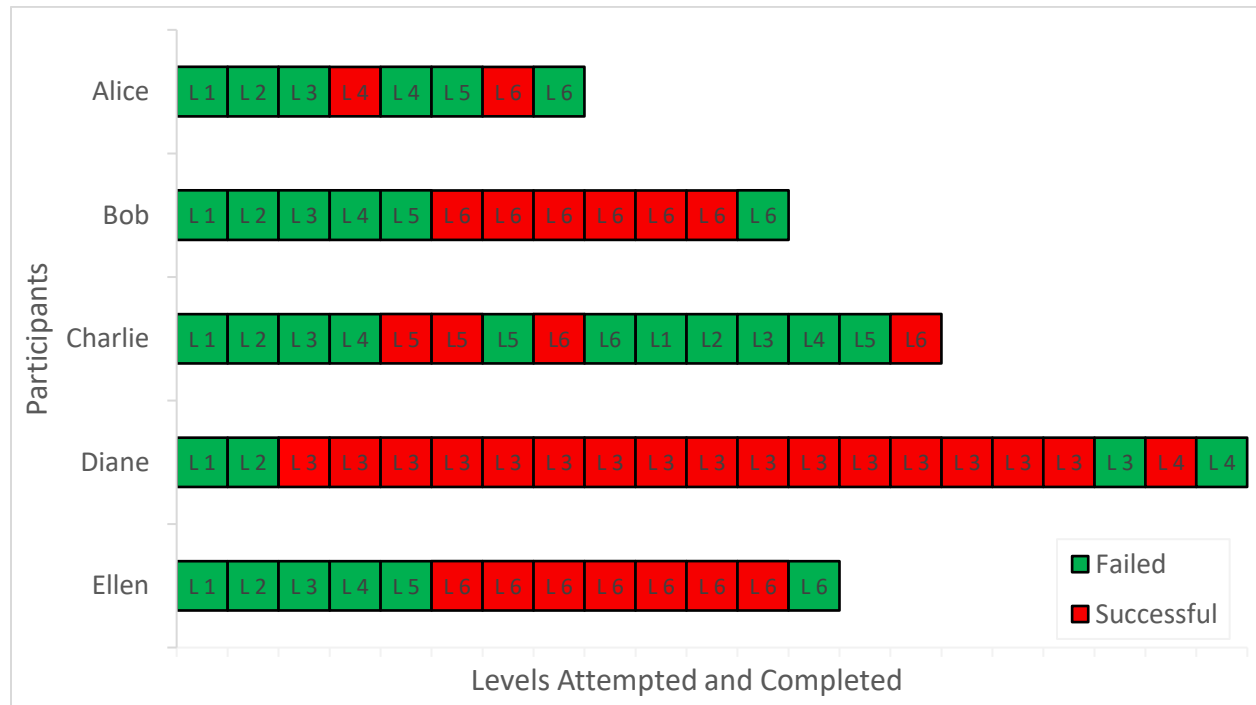 Alice
L 1 L 2 L 3 L 4 L 4 L 5 L 6 L 6
Bob
L 1 L 2 L 3 L 4 L 5 L 6 L 6 L 6 L 6 L 6 L 6 L 6
Charlie
L 1 L 2 L 3 L 4 L 5 L5 L5 L6 L6 L1 L2 L3 L4 L5 L6
Diane
L 1 L 2 L 3 L 3 L 3 L 3 L 3 L 3 L 3 L 3 L 3 L 3 L 3 L 3 L 3 L 3 L 3 L 3 L 3 L 4 L 4
Ellen
L 1 L 2 L 3 L 4 L 5 L 6 L 6 L 6 L 6 L 6 L 6 L 6 L 6
Participants
Failed
Successful
Levels Attempted and Completed